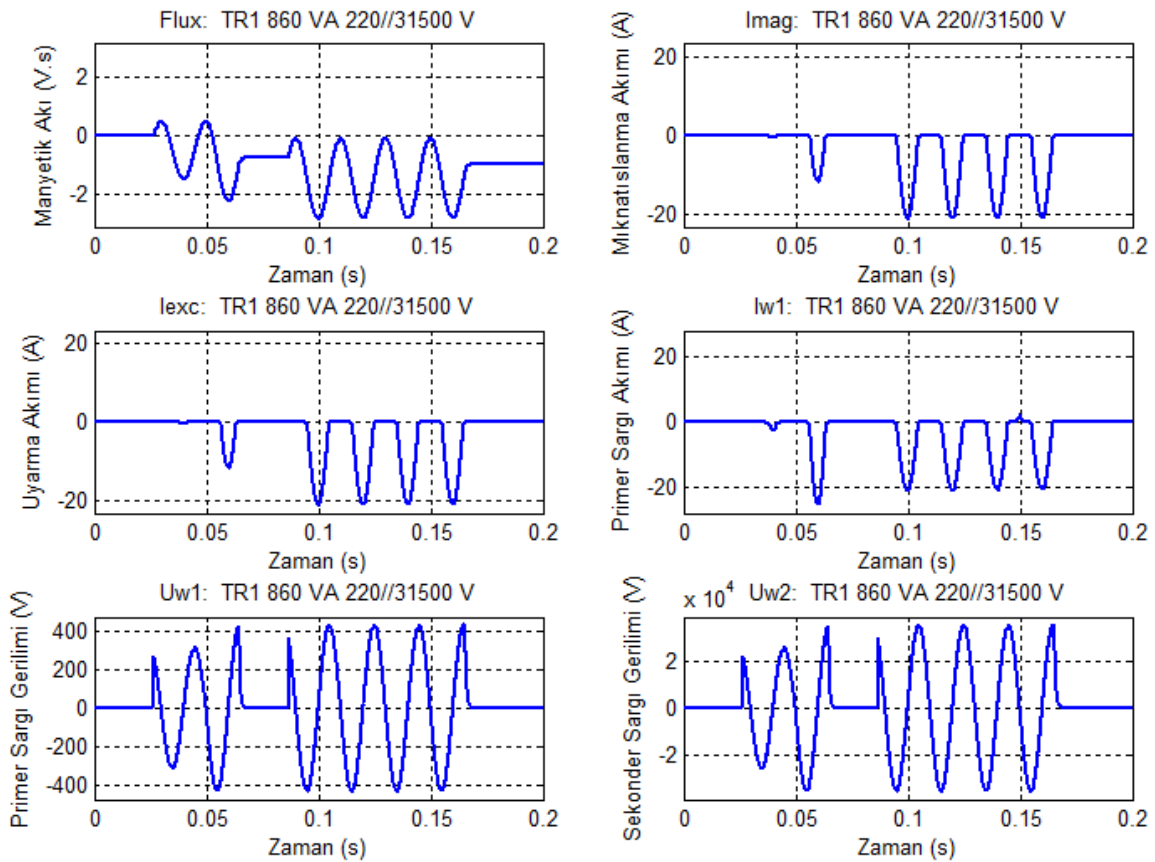 Flux: TR1 860 VA 220//31500 V
Manyetik Akı (V.s)
2
0
-2
0 0.05 0.1 0.15 0.2
Zaman (s)
Imag: TR1 860 VA 220//31500 V
Mıknatıslanma Akımı (A)
20
0
-20
0 0.05 0.1 0.15 0.2
Zaman (s)
Iexc: TR1 860 VA 220//31500 V
Uyarma Akımı (A)
20
0
-20
0 0.05 0.1 0.15 0.2
Zaman (s)
Iw1: TR1 860 VA 220//31500 V
Primer Sargı Akımı (A)
20
0
-20
0 0.05 0.1 0.15 0.2
Zaman (s)
Uw1: TR1 860 VA 220//31500 V
Primer Sargı Gerilimi (V)
400
200
0
-200
-400
0 0.05 0.1 0.15 0.2
Zaman (s)
x 10^4 Uw2: TR1 860 VA 220//31500 V
Sekonder Sargı Gerilimi (V)
2
0
-2
0 0.05 0.1 0.15 0.2
Zaman (s)